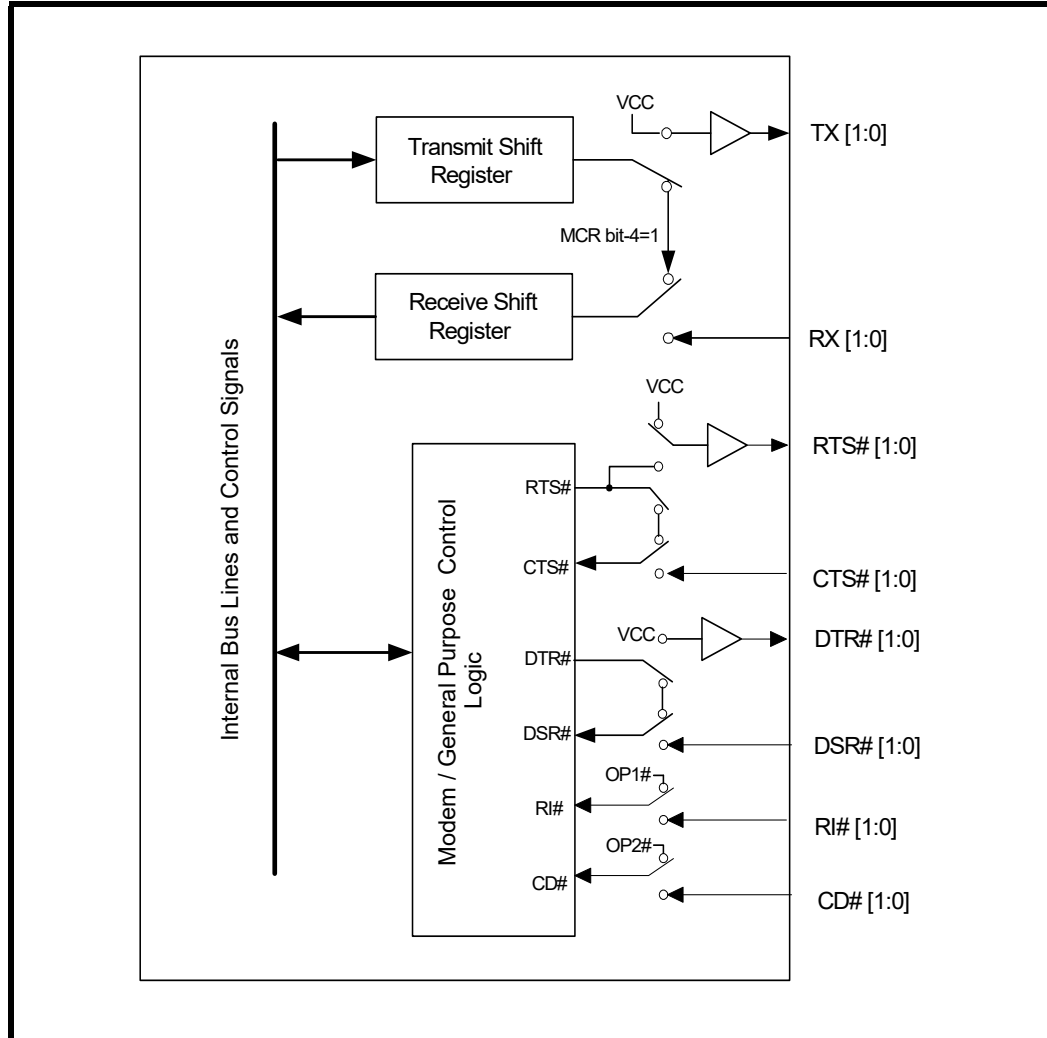 VCC
TX [1:0]
Transmit Shift
Register
MCR bit-4=1
Receive Shift
Register
RX [1:0]
Internal Bus Lines and Control Signals
VCC
RTS# [1:0]
Modem / General Purpose Control
Logic
RTS#
CTS#
CTS# [1:0]
VCC
DTR# [1:0]
DTR#
DSR#
DSR# [1:0]
OP1#
RI#
RI# [1:0]
OP2#
CD#
CD# [1:0]